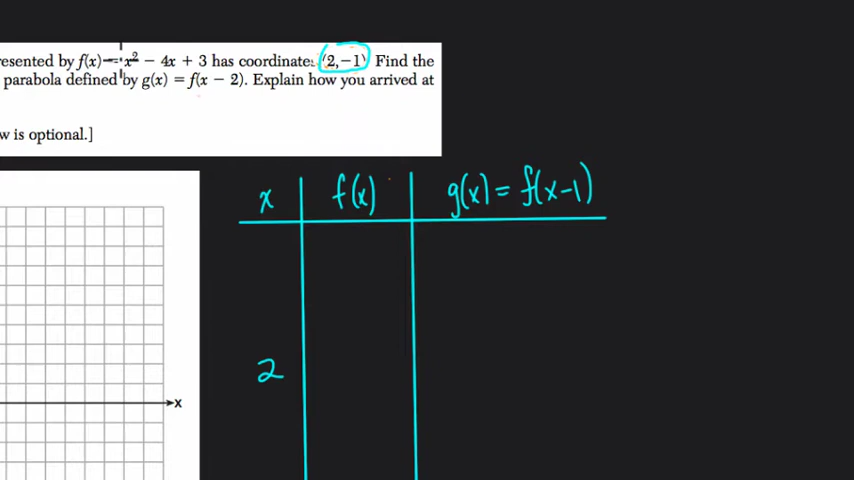 resented by f(x) = x² − 4x + 3 has coordinates (2,−1). Find the
parabola defined by g(x) = f(x − 2). Explain how you arrived at
w is optional.]
x f(x) g(x) = f(x-1)
2
x